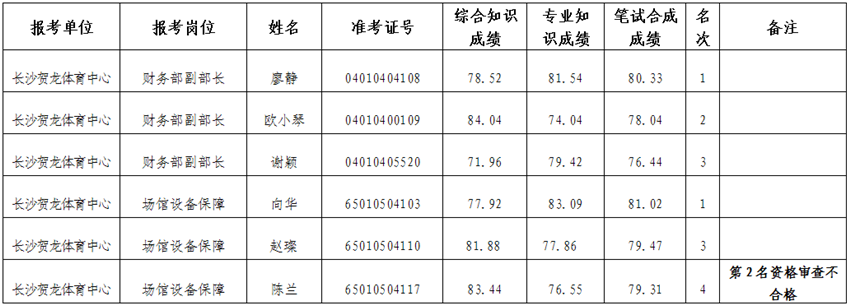 报考单位 报考岗位 姓名 准考证号 综合知识成绩 专业知识成绩 笔试合成成绩 名次 备注
长沙贺龙体育中心 财务部副部长 廖静 04010404108 78.52 81.54 80.33 1
长沙贺龙体育中心 财务部副部长 欧小琴 04010400109 84.04 74.04 78.04 2
长沙贺龙体育中心 财务部副部长 谢颖 04010405520 71.96 79.42 76.44 3
长沙贺龙体育中心 场馆设备保障 向华 65010504103 77.92 83.09 81.02 1
长沙贺龙体育中心 场馆设备保障 赵璨 65010504110 81.88 77.86 79.47 3
长沙贺龙体育中心 场馆设备保障 陈兰 65010504117 83.44 76.55 79.31 4 第2名资格审查不合格